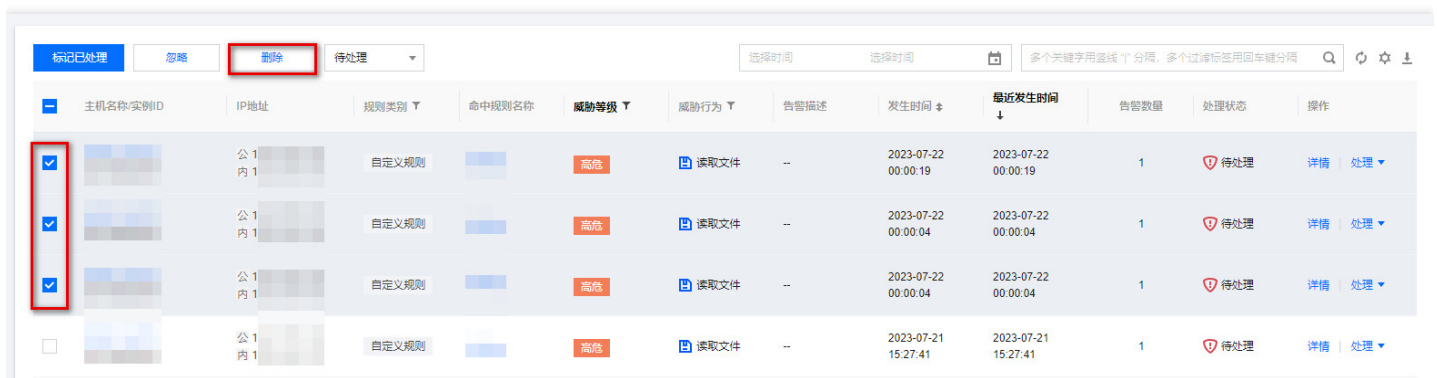 标记已处理 忽略 删除 待处理 选择时间 选择时间 多个关键字用竖线 "|" 分隔，多个过滤标签用回车键分隔
主机名称/实例ID IP地址 规则类别 命中规则名称 威胁等级 威胁行为 告警描述 发生时间 最近发生时间 告警数量 处理状态 操作
公 1 自定义规则 高危 读取文件 -- 2023-07-22 2023-07-22 1 待处理 详情 处理
内 1 00:00:19 00:00:19
公 1 自定义规则 高危 读取文件 -- 2023-07-22 2023-07-22 1 待处理 详情 处理
内 1 00:00:04 00:00:04
公 1 自定义规则 高危 读取文件 -- 2023-07-22 2023-07-22 1 待处理 详情 处理
内 1 00:00:04 00:00:04
公 1 自定义规则 高危 读取文件 -- 2023-07-21 2023-07-21 1 待处理 详情 处理
内 1 15:27:41 15:27:41